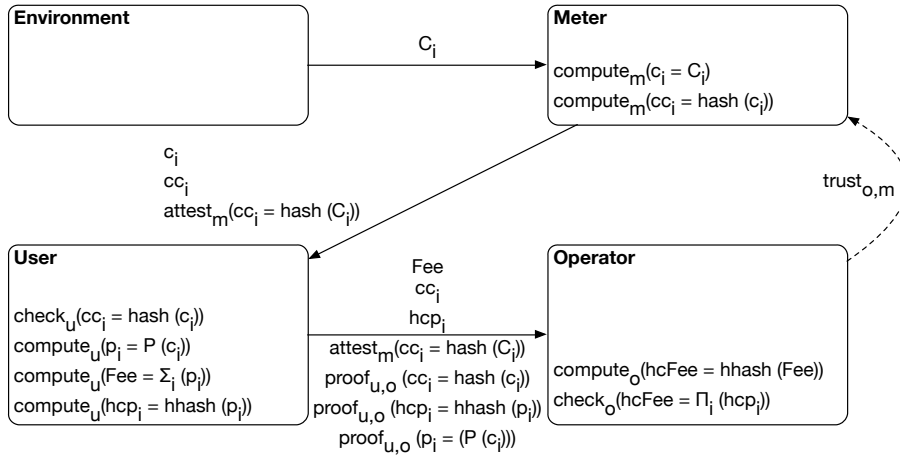 Environment
C_i
Meter
compute_m(c_i = C_i)
compute_m(cc_i = hash (c_i))
c_i
cc_i
attest_m(cc_i = hash (C_i))
trust_o,m
User
check_u(cc_i = hash (c_i))
compute_u(p_i = P (c_i))
compute_u(Fee = Σ_i (p_i))
compute_u(hcp_i = hhash (p_i))
Fee
cc_i
hcp_i
attest_m(cc_i = hash (C_i))
proof_u,o (cc_i = hash (c_i))
proof_u,o (hcp_i = hhash (p_i))
proof_u,o (p_i = (P (c_i)))
Operator
compute_o(hcFee = hhash (Fee))
check_o(hcFee = Π_i (hcp_i))